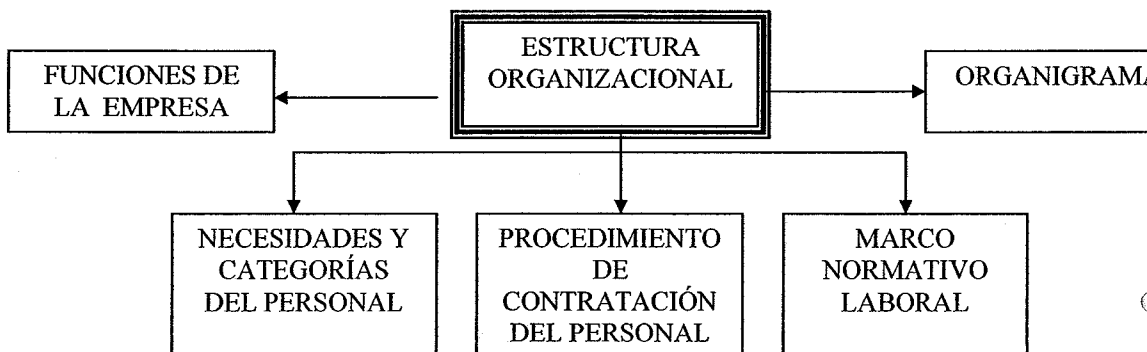 ESTRUCTURA
ORGANIZACIONAL
FUNCIONES DE
LA EMPRESA
ORGANIGRAMA
NECESIDADES Y
CATEGORÍAS
DEL PERSONAL
PROCEDIMIENTO
DE
CONTRATACIÓN
DEL PERSONAL
MARCO
NORMATIVO
LABORAL